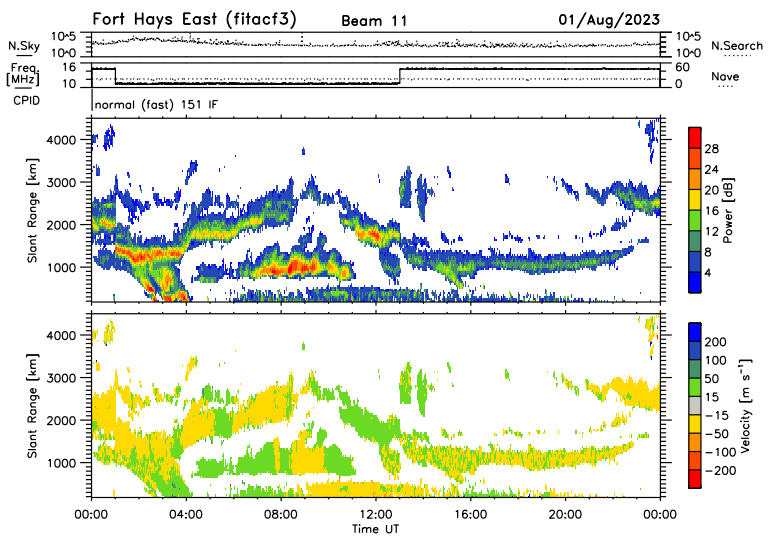 Fort Hays East (fitacf3) Beam 11 01/Aug/2023
N.Sky 10^5 10^0 10^5 10^0 N.Search
Freq. [MHz] 16 10 60 0 Nave
CPID normal (fast) 151 IF
Slant Range [km] 4000 3000 2000 1000
Power [dB] 28 24 20 16 12 8 4
Slant Range [km] 4000 3000 2000 1000
Velocity [m s⁻¹] 200 100 50 15 −15 −50 −100 −200
00:00 04:00 08:00 12:00 16:00 20:00 00:00
Time UT